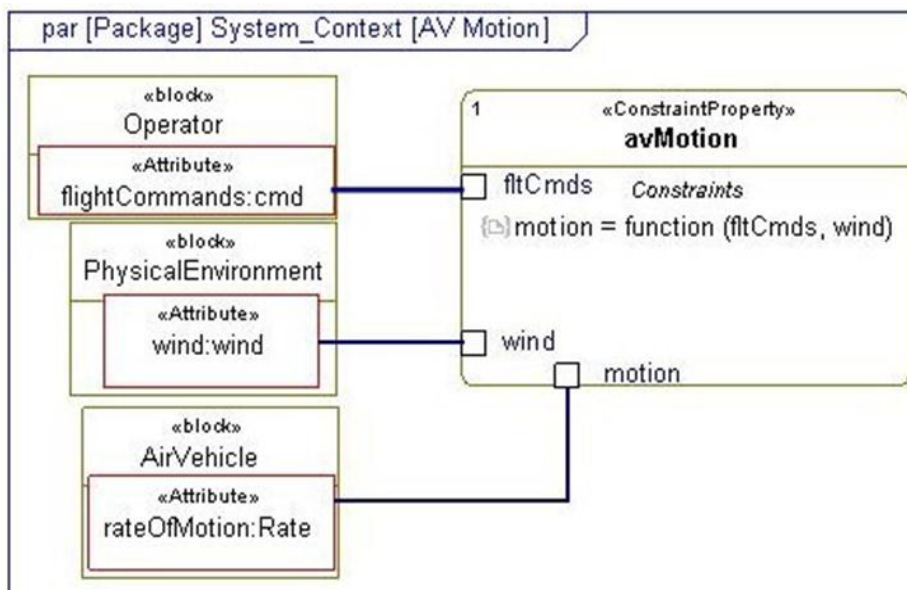 par [Package] System_Context [AV Motion]
«block»
Operator
«Attribute»
flightCommands:cmd
«block»
PhysicalEnvironment
«Attribute»
wind:wind
«block»
AirVehicle
«Attribute»
rateOfMotion:Rate
1 «ConstraintProperty»
avMotion
fltCmds Constraints
motion = function (fltCmds, wind)
wind
motion